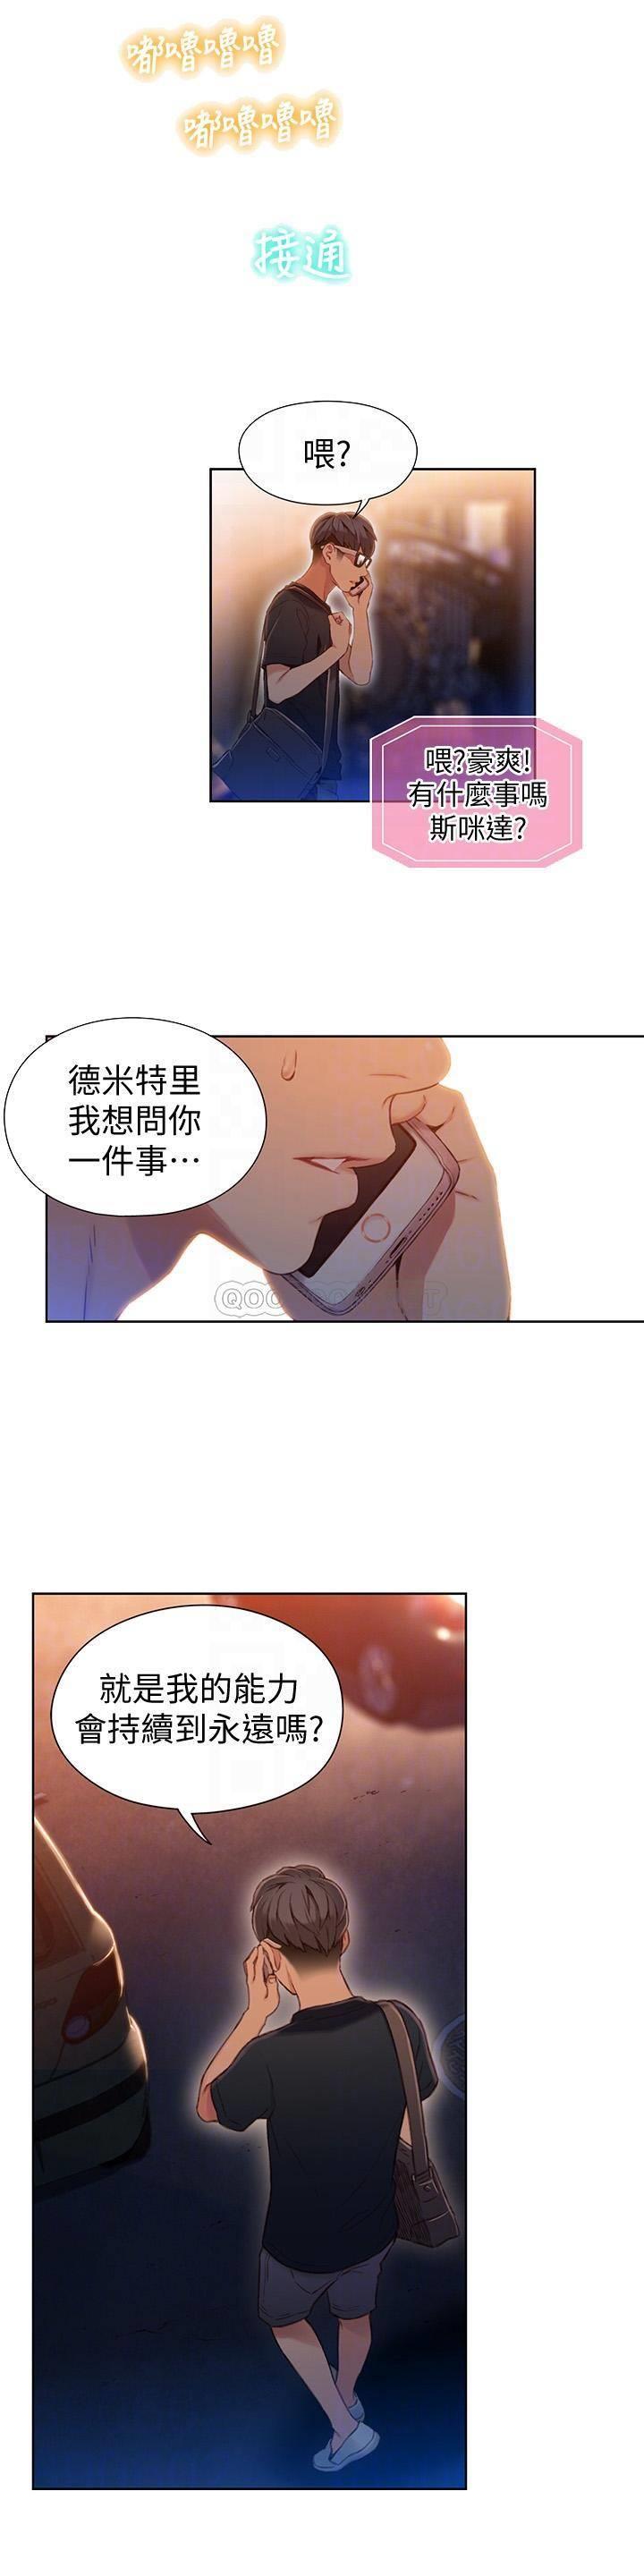 嘟嚕嚕嚕
嘟嚕嚕嚕
接通
喂?
喂?豪爽!
有什麼事嗎
斯咪達?
德米特里
我想問你
一件事…
就是我的能力
會持續到永遠嗎?